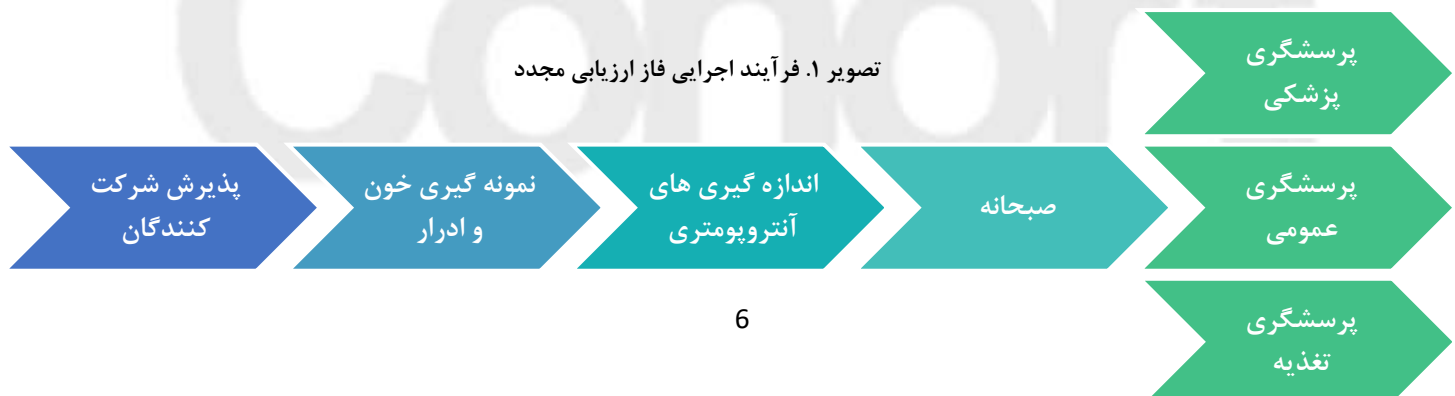 تصویر ۱. فرآیند اجرایی فاز ارزیابی مجدد
پذیرش شرکت
کنندگان
نمونه گیری خون
و ادرار
اندازه گیری های
آنتروپومتری
صبحانه
پرسشگری
پزشکی
پرسشگری
عمومی
پرسشگری
تغذیه
6